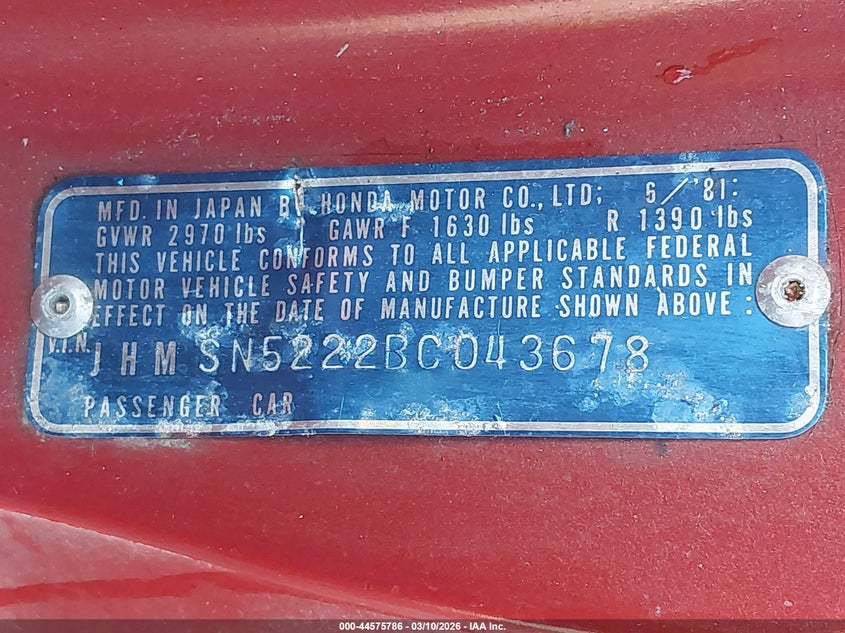 MFD. IN JAPAN BY HONDA MOTOR CO., LTD; 6/'81:
GVWR 2970 lbs GAWR F 1630 lbs R 1390 lbs
THIS VEHICLE CONFORMS TO ALL APPLICABLE FEDERAL
MOTOR VEHICLE SAFETY AND BUMPER STANDARDS IN
EFFECT ON THE DATE OF MANUFACTURE SHOWN ABOVE:
V.I.N. JHMSN5222BC043678
PASSENGER CAR
000-44575786 - 03/10/2026 - IAA Inc.